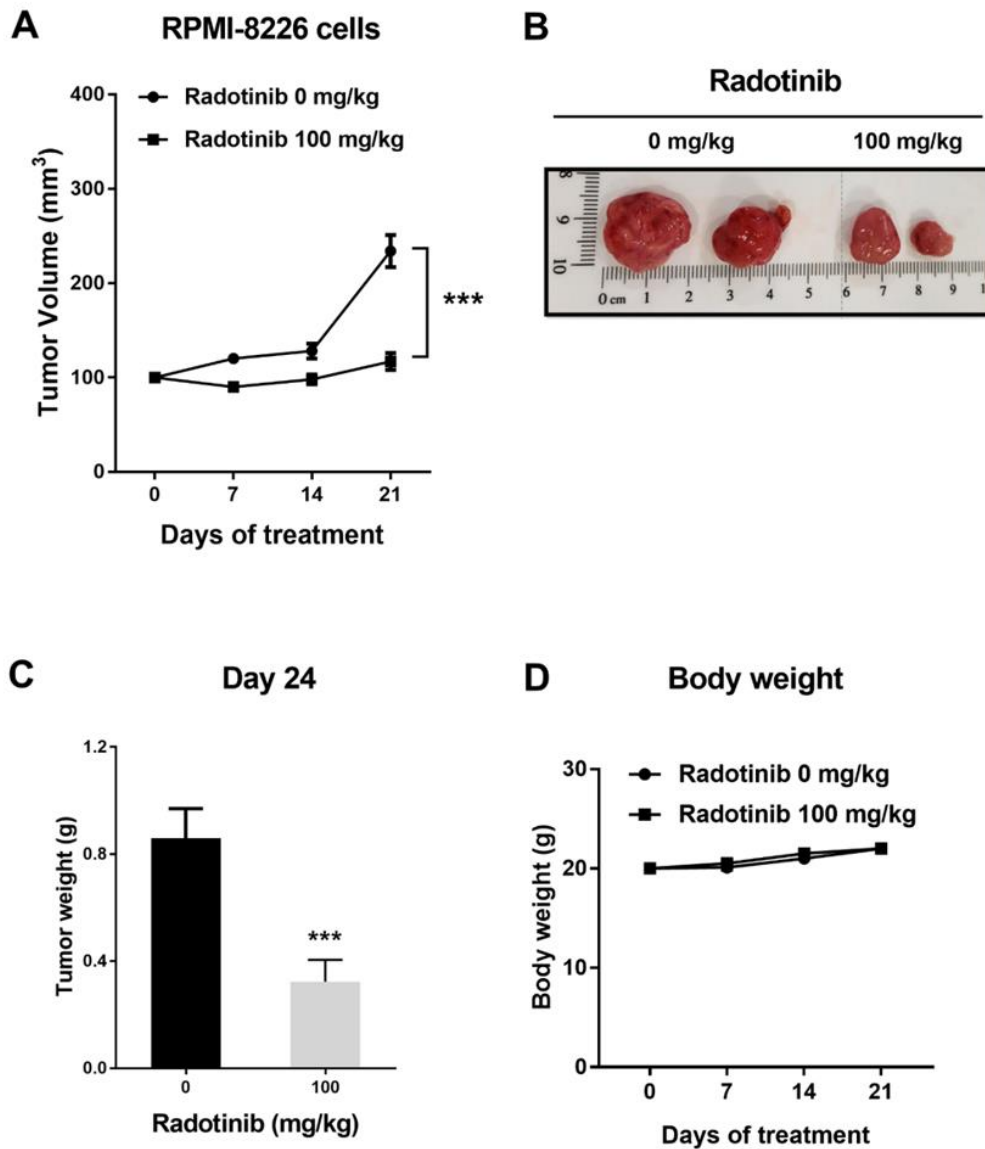 A
RPMI-8226 cells
Radotinib 0 mg/kg
Radotinib 100 mg/kg
400
300
200
100
0
Tumor Volume (mm³)
***
0 7 14 21
Days of treatment
B
Radotinib
0 mg/kg 100 mg/kg
8
9
10
0 cm 1 2 3 4 5 6 7 8 9 1
C
Day 24
1.2
0.8
0.4
0.0
Tumor weight (g)
***
0 100
Radotinib (mg/kg)
D
Body weight
Radotinib 0 mg/kg
Radotinib 100 mg/kg
30
20
10
0
Body weight (g)
0 7 14 21
Days of treatment